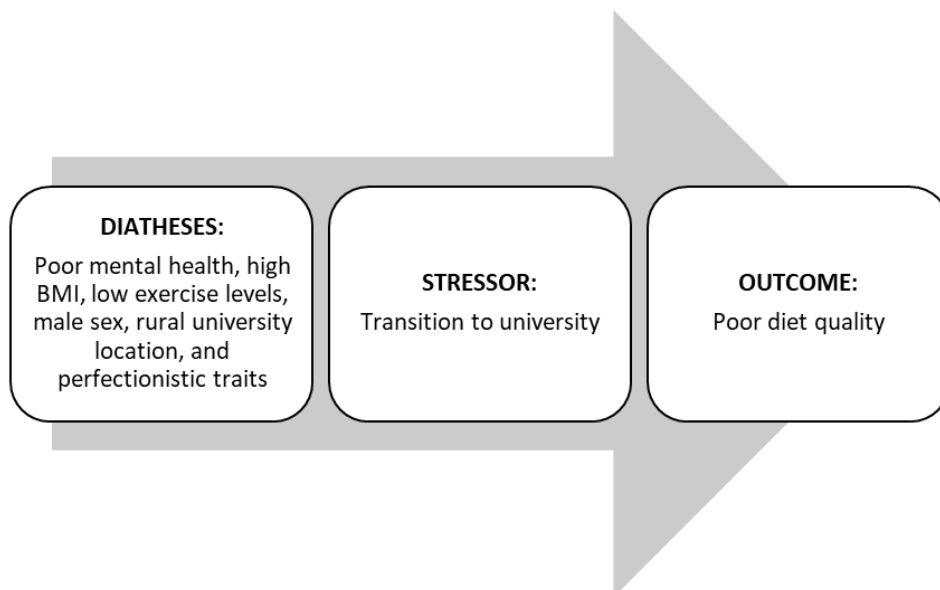 DIATHESES:
Poor mental health, high
BMI, low exercise levels,
male sex, rural university
location, and
perfectionistic traits
STRESSOR:
Transition to university
OUTCOME:
Poor diet quality